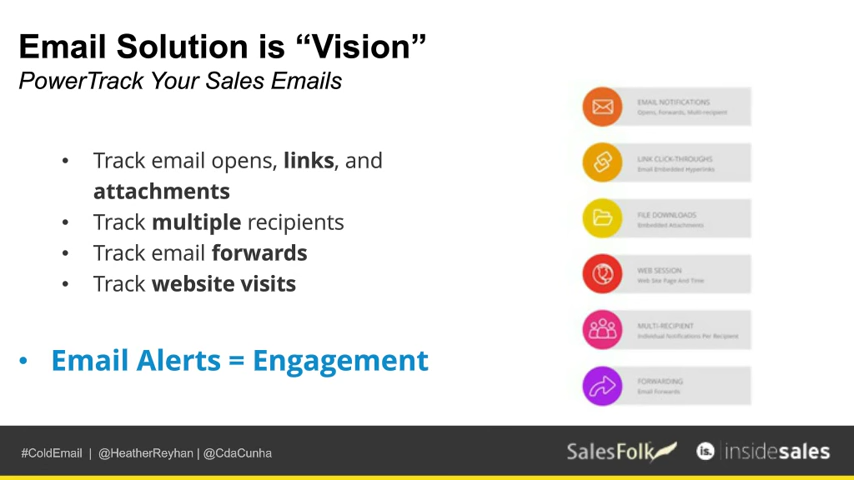 Email Solution is “Vision”
PowerTrack Your Sales Emails
• Track email opens, links, and
attachments
• Track multiple recipients
• Track email forwards
• Track website visits
• Email Alerts = Engagement
EMAIL NOTIFICATIONS
Opens, Forwards, Multi-recipient
LINK CLICK-THROUGHS
Email Embedded Hyperlinks
FILE DOWNLOADS
Embedded Attachments
WEB SESSION
Web Site Page And Time
MULTI-RECIPIENT
Individual Notifications Per Recipient
FORWARDING
Email Forwards
#ColdEmail | @HeatherReyhan | @CdaCunha
SalesFolk
is. insidesales